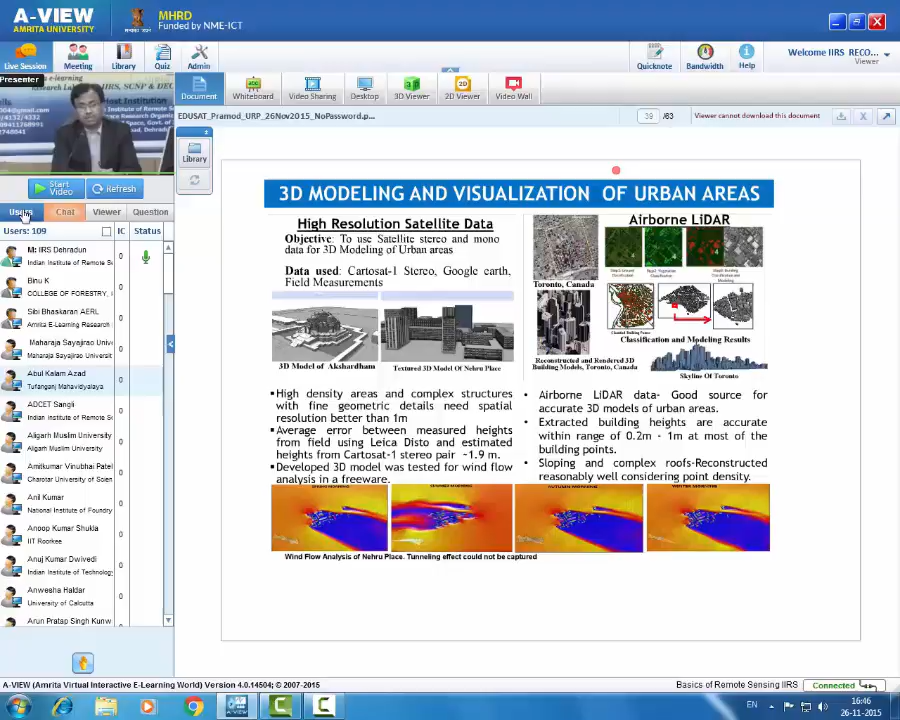 A-VIEW
AMRITA UNIVERSITY
MHRD
Funded by NME-ICT
Live Session
Meeting
Library
Quiz
Admin
Quicknote
Bandwidth
Help
Welcome IIRS RECO...
Viewer
Presenter
Document
Whiteboard
Video Sharing
Desktop
3D Viewer
2D Viewer
Video Wall
EDUSAT_Pramod_URP_26Nov2015_NoPassword.p...
39 /63
Viewer cannot download this document
Library
Start Video
Refresh
Users
Chat
Viewer
Question
Users: 109
IC
Status
M: IRS Dehradun
Indian Institute of Remote S
0
Binu K
COLLEGE OF FORESTRY,
0
Sibi Bhaskaran AERL
Amrita E-Learning Research
0
Maharaja Sayajirao Univ
Maharaja Sayajirao Universit
0
Abul Kalam Azad
Tufanganj Mahavidyalaya
0
ADCET Sangli
Indian Institute of Remote S
0
Aligarh Muslim University
Aligarh Muslim University
0
Amitkumar Vinubhai Patel
Charotar University of Scien
0
Anil Kumar
National Institute of Foundry
0
Anoop Kumar Shukla
IIT Roorkee
0
Anuj Kumar Dwivedi
Indian Institute of Technolog
0
Anwesha Haldar
University of Calcutta
0
Arun Pratap Singh Kunw
3D MODELING AND VISUALIZATION OF URBAN AREAS
High Resolution Satellite Data
Objective: To use Satellite stereo and mono
data for 3D Modeling of Urban areas
Data used: Cartosat-1 Stereo, Google earth,
Field Measurements
3D Model of Akshardham
Textured 3D Model Of Nehru Place
▪High density areas and complex structures
with fine geometric details need spatial
resolution better than 1m
▪Average error between measured heights
from field using Leica Disto and estimated
heights from Cartosat-1 stereo pair ~1.9 m.
▪Developed 3D model was tested for wind flow
analysis in a freeware.
Airborne LiDAR
Toronto, Canada
Reconstructed and Rendered 3D
Building Models, Toronto, Canada
Classification and Modeling Results
Skyline Of Toronto
• Airborne LiDAR data- Good source for
accurate 3D models of urban areas.
• Extracted building heights are accurate
within range of 0.2m - 1m at most of the
building points.
• Sloping and complex roofs-Reconstructed
reasonably well considering point density.
Wind Flow Analysis of Nehru Place. Tunneling effect could not be captured
A-VIEW (Amrita Virtual Interactive E-Learning World) Version 4.0.14504; © 2007-2015
Basics of Remote Sensing IIRS
Connected
EN
16:46
26-11-2015